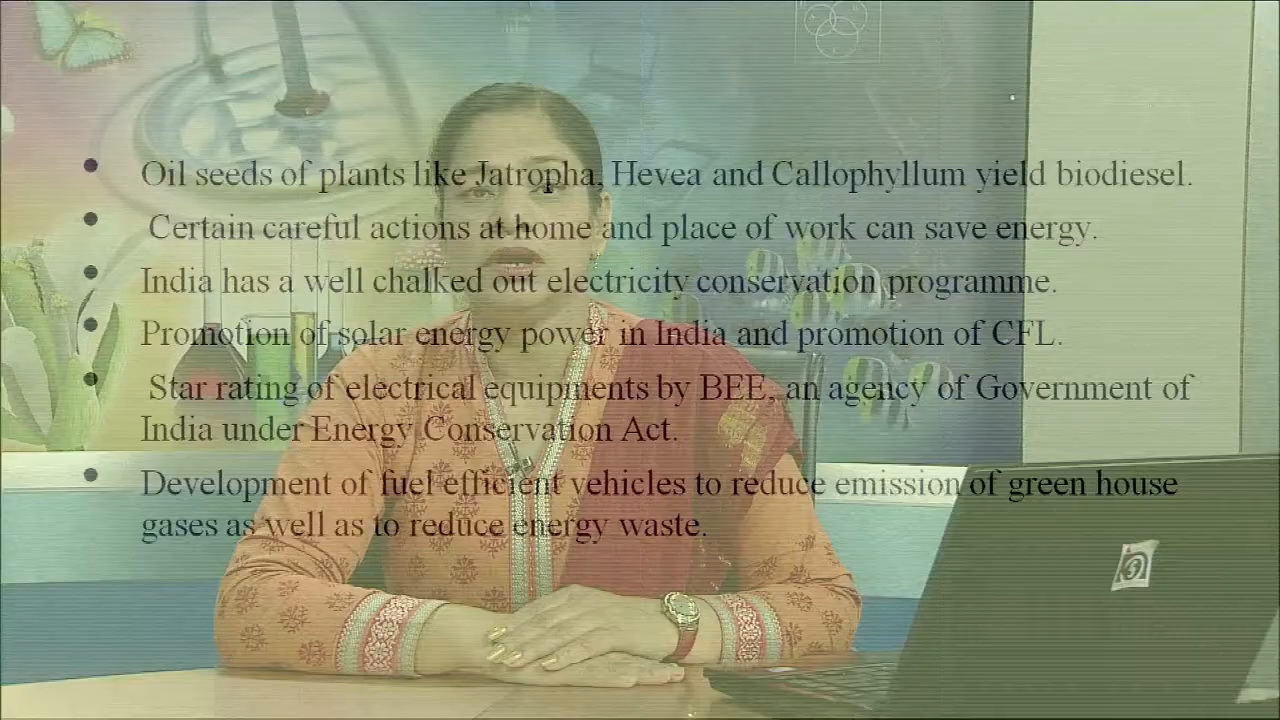 Oil seeds of plants like Jatropha, Hevea and Callophyllum yield biodiesel.
Certain careful actions at home and place of work can save energy.
India has a well chalked out electricity conservation programme.
Promotion of solar energy power in India and promotion of CFL.
Star rating of electrical equipments by BEE, an agency of Government of
India under Energy Conservation Act.
Development of fuel efficient vehicles to reduce emission of green house
gases as well as to reduce energy waste.